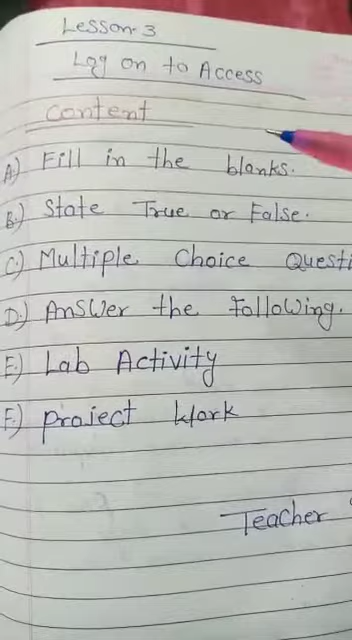 Lesson-3
Log on to Access
Content
A.) Fill in the blanks.
B.) State True or False.
C.) Multiple Choice Questi
D.) Answer the following.
E.) Lab Activity
F.) Project Work
Teacher